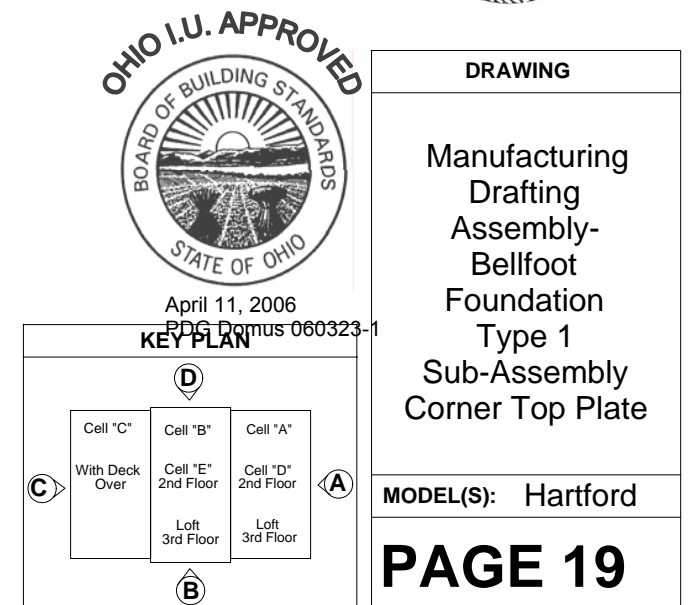 OHIO I.U. APPROVED
BOARD OF BUILDING STANDARDS
STATE OF OHIO
April 11, 2006
PDG Domus 060323-1
KEY PLAN
D
Cell "C"
Cell "B"
Cell "A"
With Deck
Over
Cell "E"
2nd Floor
Cell "D"
2nd Floor
C
A
Loft
3rd Floor
Loft
3rd Floor
B
DRAWING
Manufacturing
Drafting
Assembly-
Bellfoot
Foundation
Type 1
Sub-Assembly
Corner Top Plate
MODEL(S): Hartford
PAGE 19